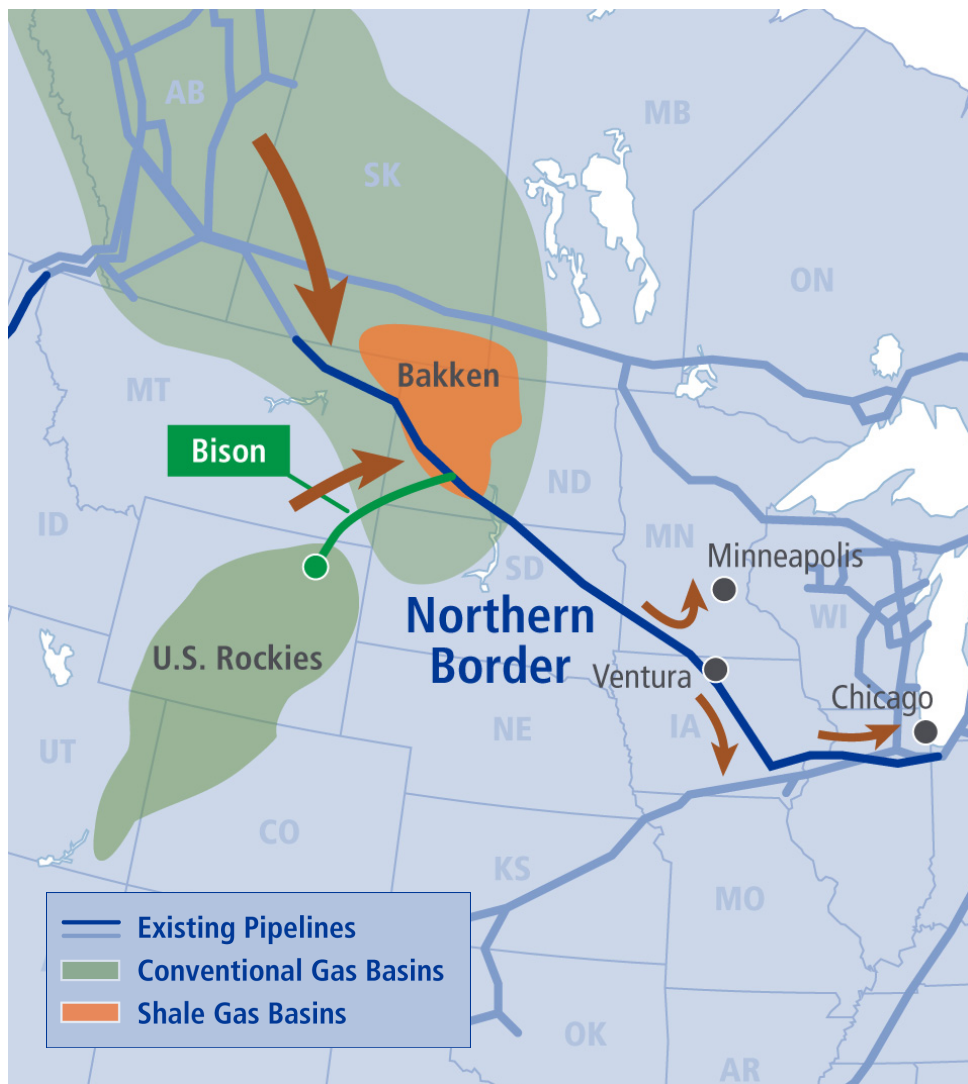 AB
MB
SK
ON
MT
Bakken
Bison
ID
ND
MN
Minneapolis
SD
WI
Northern
Border
U.S. Rockies
Ventura
Chicago
UT
NE
IA
CO
KS
MO
Existing Pipelines
Conventional Gas Basins
Shale Gas Basins
OK
AR